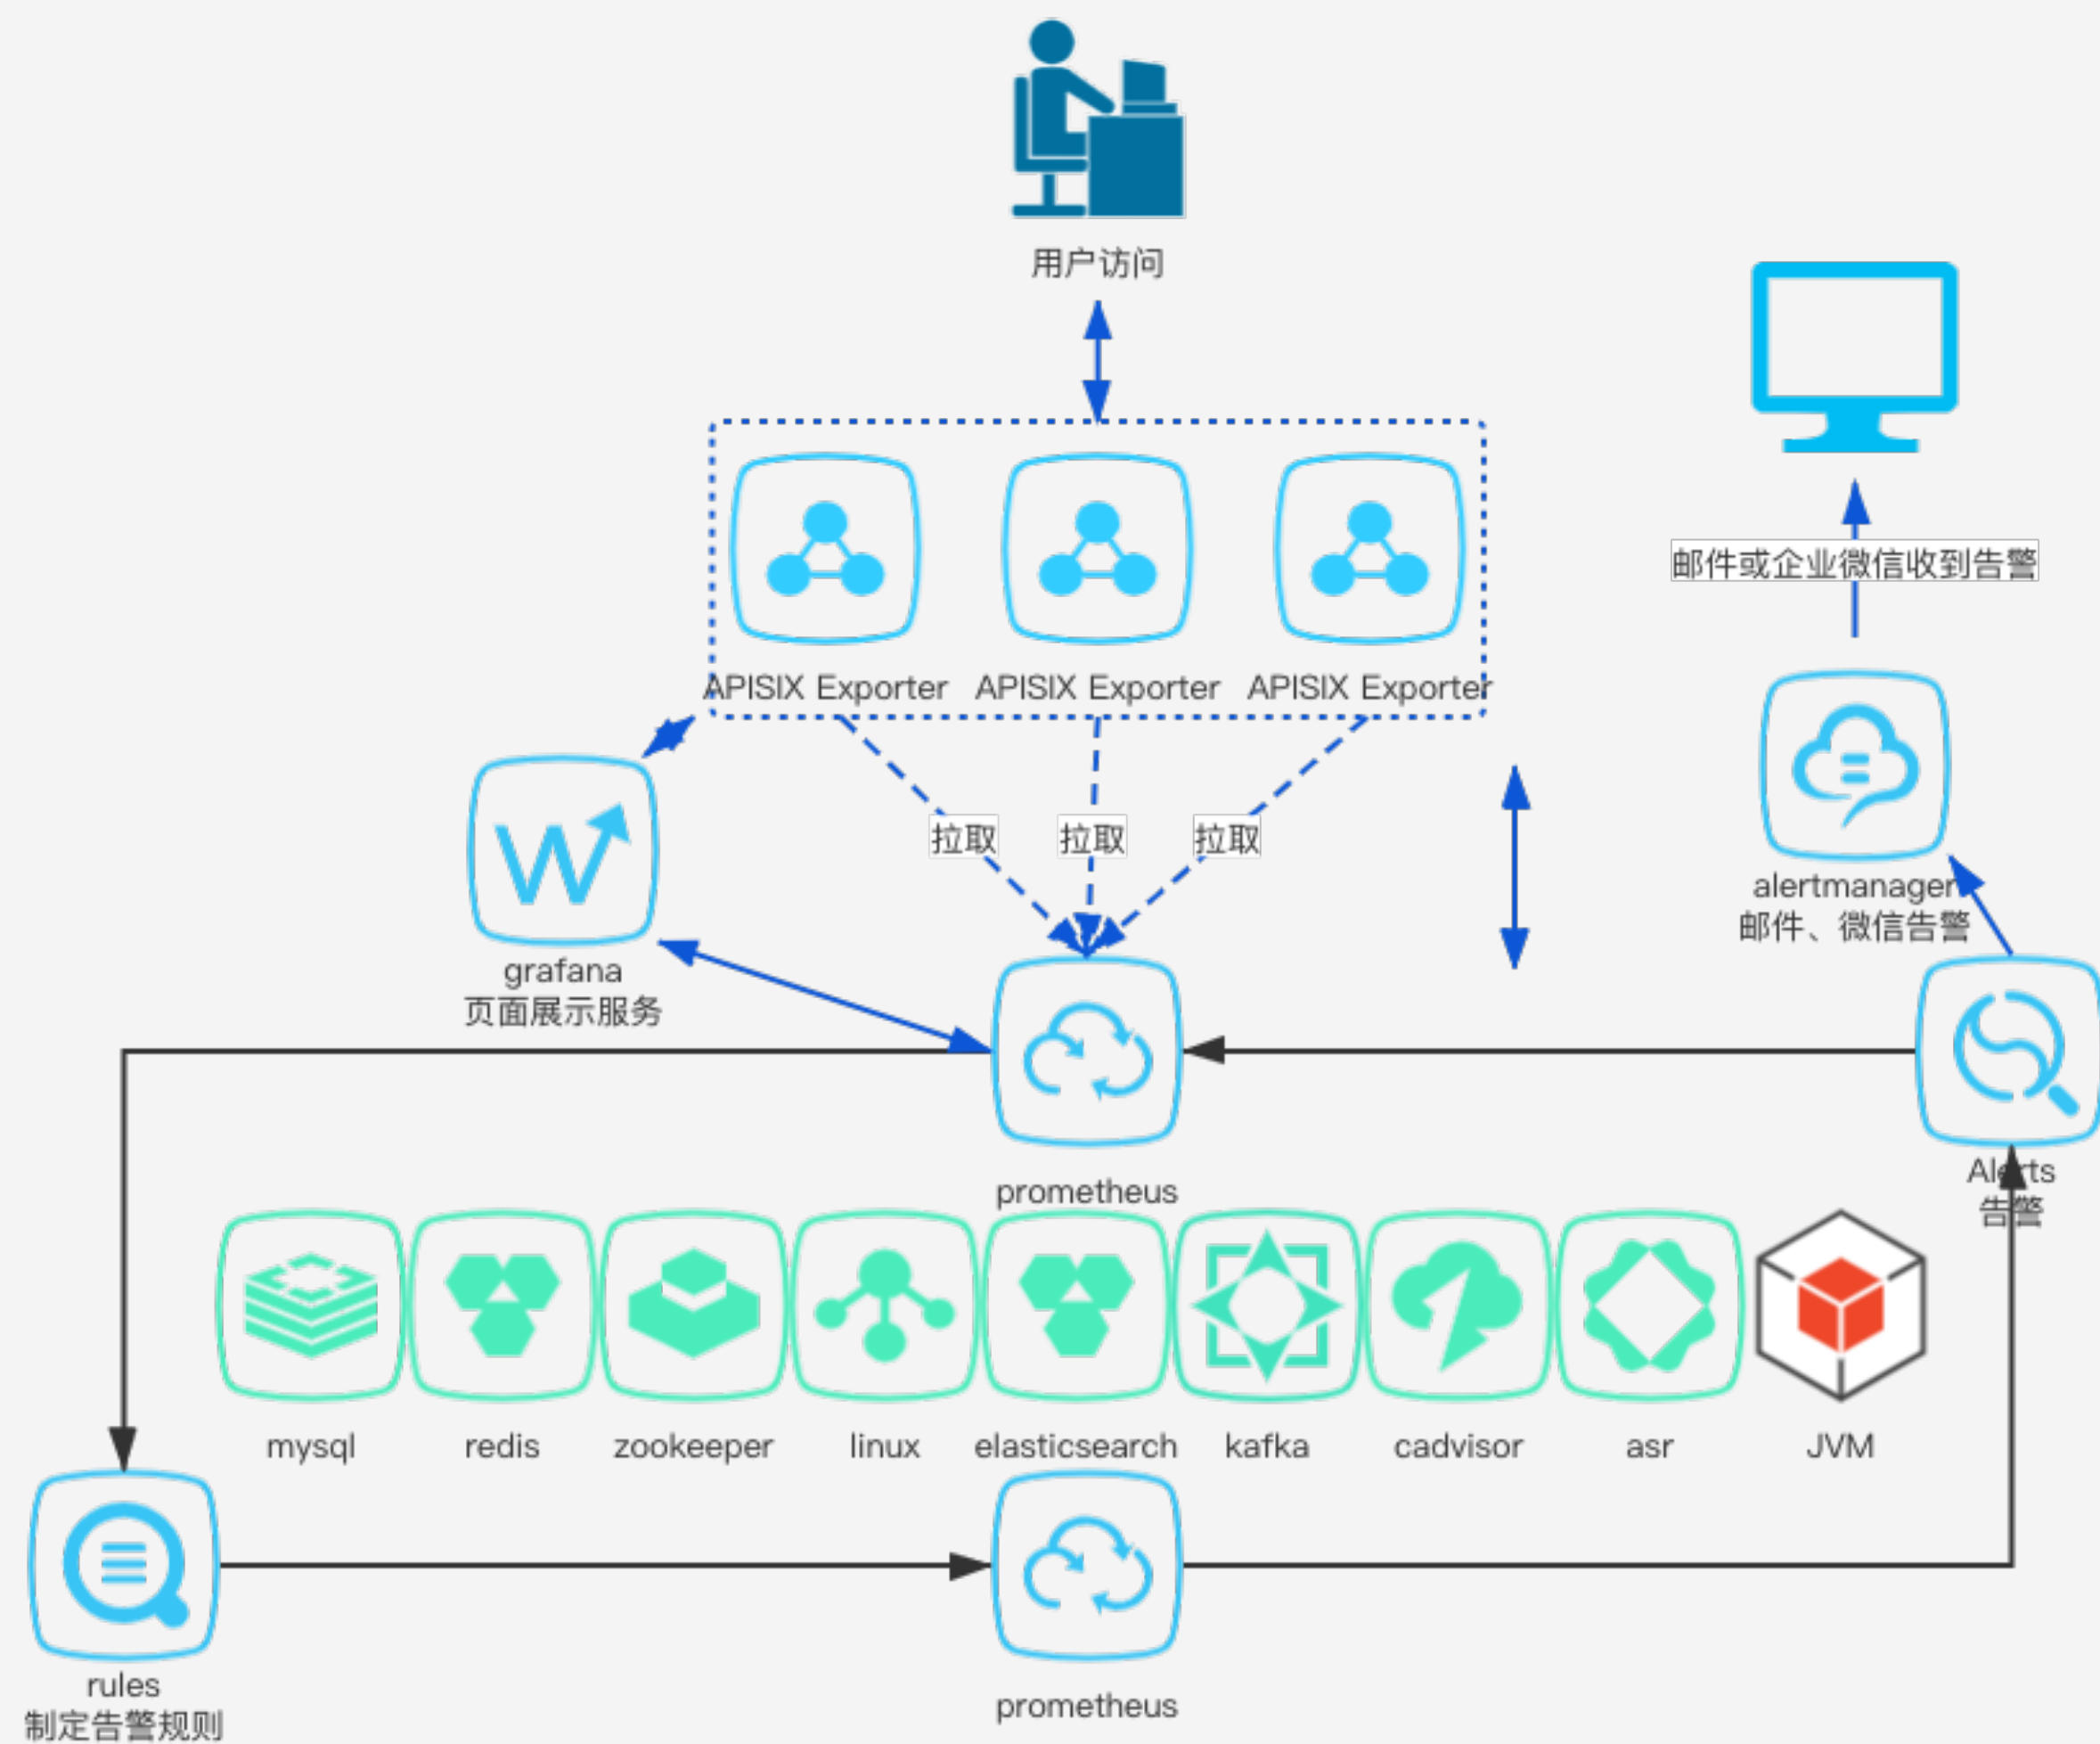 用户访问
邮件或企业微信收到告警
APISIX Exporter
APISIX Exporter
APISIX Exporter
拉取
拉取
拉取
alertmanager
邮件、微信告警
grafana
页面展示服务
prometheus
Alerts
告警
mysql
redis
zookeeper
linux
elasticsearch
kafka
cadvisor
asr
JVM
rules
制定告警规则
prometheus